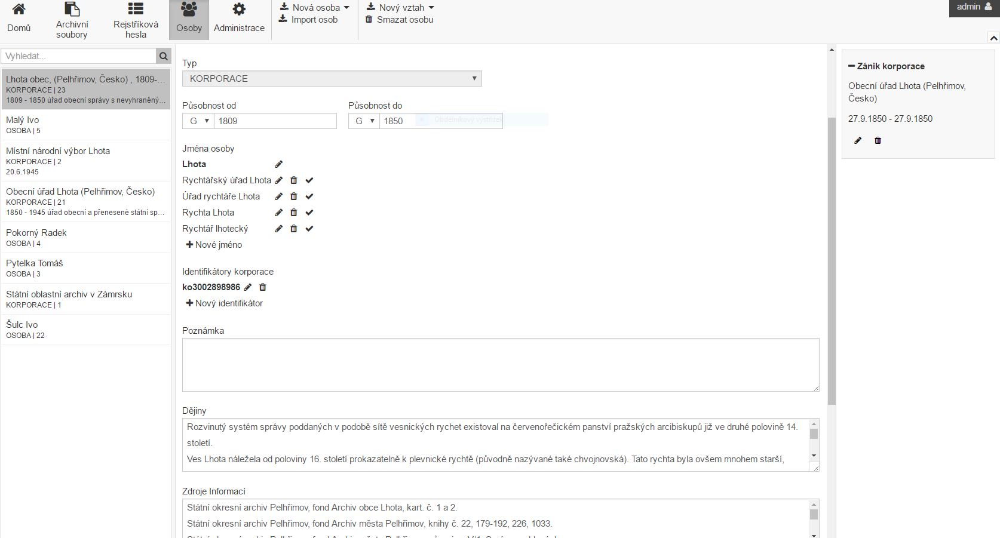 Domů
Archivní
soubory
Rejstříková
hesla
Osoby
Administrace
Nová osoba
Import osob
Nový vztah
Smazat osobu
admin
Vyhledat...
Lhota obec, (Pelhřimov, Česko) , 1809-...
KORPORACE | 23
1809 - 1850 úřad obecní správy s nevyhraněný...
Malý Ivo
OSOBA | 5
Místní národní výbor Lhota
KORPORACE | 2
20.6.1945
Obecní úřad Lhota (Pelhřimov, Česko)
KORPORACE | 21
1850 - 1945 úřad obecní a přenesené státní sp...
Pokorný Radek
OSOBA | 4
Pytelka Tomáš
OSOBA | 3
Státní oblastní archiv v Zámrsku
KORPORACE | 1
Šulc Ivo
OSOBA | 22
Typ
KORPORACE
Působnost od
Působnost do
G 1809
G 1850
Obdélníkový výstřižek
Jména osoby
Lhota
Rychtářský úřad Lhota
Úřad rychtáře Lhota
Rychta Lhota
Rychtář lhotecký
Nové jméno
Identifikátory korporace
ko3002898986
Nový identifikátor
Poznámka
Dějiny
Rozvinutý systém správy poddaných v podobě sítě vesnických rychet existoval na červenořečickém panství pražských arcibiskupů již ve druhé polovině 14.
století.
Ves Lhota náležela od poloviny 16. století prokazatelně k plevnické rychtě (původně nazývané také chvojnovská). Tato rychta byla ovšem mnohem starší,
Zdroje Informací
Státní okresní archiv Pelhřimov, fond Archiv obce Lhota, kart. č. 1 a 2.
Státní okresní archiv Pelhřimov, fond Archiv města Pelhřimov, knihy č. 22, 179-192, 226, 1033.
Zánik korporace
Obecní úřad Lhota (Pelhřimov,
Česko)
27.9.1850 - 27.9.1850